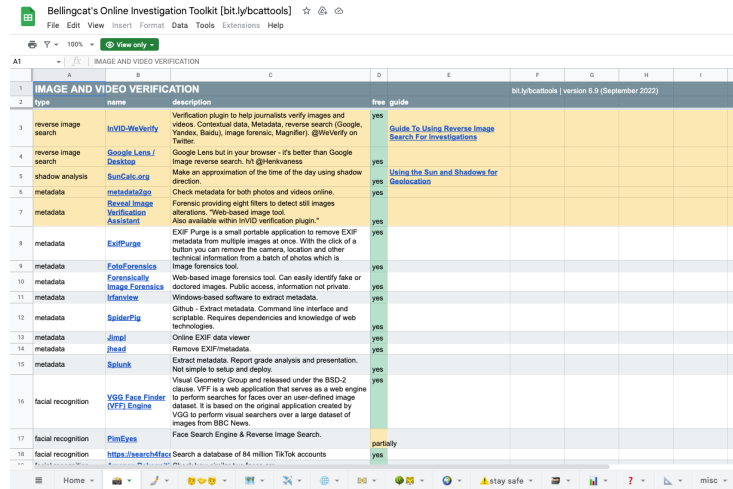 Bellingcat's Online Investigation Toolkit [bit.ly/bcattools]
File Edit View Insert Format Data Tools Extensions Help
100% View only
A1 fx IMAGE AND VIDEO VERIFICATION
A B C D E F G H I
1 IMAGE AND VIDEO VERIFICATION bit.ly/bcattools | version 6.9 (September 2022)
2 type name description free guide
3 reverse image search InVID-WeVerify Verification plugin to help journalists verify images and
videos. Contextual data, Metadata, reverse search (Google,
Yandex, Baidu), image forensic, Magnifier). @WeVerify on
Twitter. yes Guide To Using Reverse Image
Search For Investigations
4 reverse image search Google Lens / Desktop Google Lens but in your browser - it's better than Google
Image reverse search. h/t @Henkvaness yes
5 shadow analysis SunCalc.org Make an approximation of the time of the day using shadow
direction. yes Using the Sun and Shadows for
Geolocation
6 metadata metadata2go Check metadata for both photos and videos online. yes
7 metadata Reveal Image Verification Assistant Forensic providing eight filters to detect still images
alterations. "Web-based image tool.
Also available within InVID verification plugin." yes
8 metadata ExifPurge EXIF Purge is a small portable application to remove EXIF
metadata from multiple images at once. With the click of a
button you can remove the camera, location and other
technical information from a batch of photos which is yes
9 metadata FotoForensics Image forensics tool. yes
10 metadata Forensically Image Forensics Web-based image forensics tool. Can easily identify fake or
doctored images. Public access, information not private. yes
11 metadata Irfanview Windows-based software to extract metadata. yes
12 metadata SpiderPig Github - Extract metadata. Command line interface and
scriptable. Requires dependencies and knowledge of web
technologies. yes
13 metadata Jimpl Online EXIF data viewer yes
14 metadata jhead Remove EXIF/metadata. yes
15 metadata Splunk Extract metadata. Report grade analysis and presentation.
Not simple to setup and deploy. yes
16 facial recognition VGG Face Finder (VFF) Engine Visual Geometry Group and released under the BSD-2
clause. VFF is a web application that serves as a web engine
to perform searches for faces over an user-defined image
dataset. It is based on the original application created by
VGG to perform visual searchers over a large dataset of
images from BBC News. yes
17 facial recognition PimEyes Face Search Engine & Reverse Image Search. partially
18 facial recognition https://search4face Search a database of 84 million TikTok accounts yes
Home stay safe misc